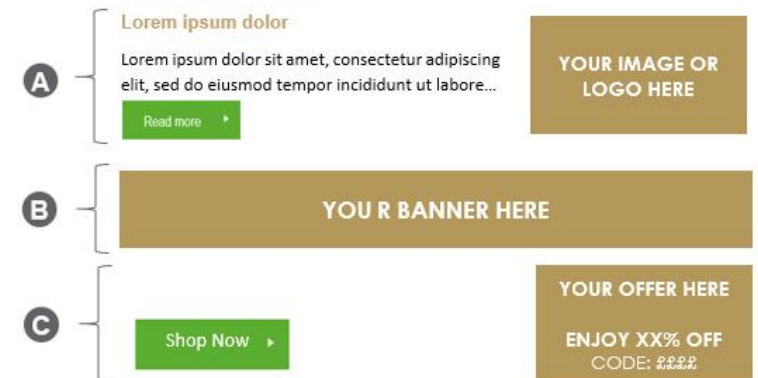 A
Lorem ipsum dolor
Lorem ipsum dolor sit amet, consectetur adipiscing
elit, sed do eiusmod tempor incididunt ut labore...
Read more
YOUR IMAGE OR
LOGO HERE
B
YOU R BANNER HERE
C
Shop Now
YOUR OFFER HERE
ENJOY XX% OFF
CODE: ££££